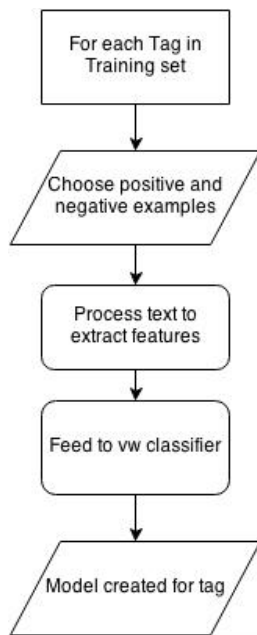 For each Tag in
Training set
Choose positive and
negative examples
Process text to
extract features
Feed to vw classifier
Model created for tag